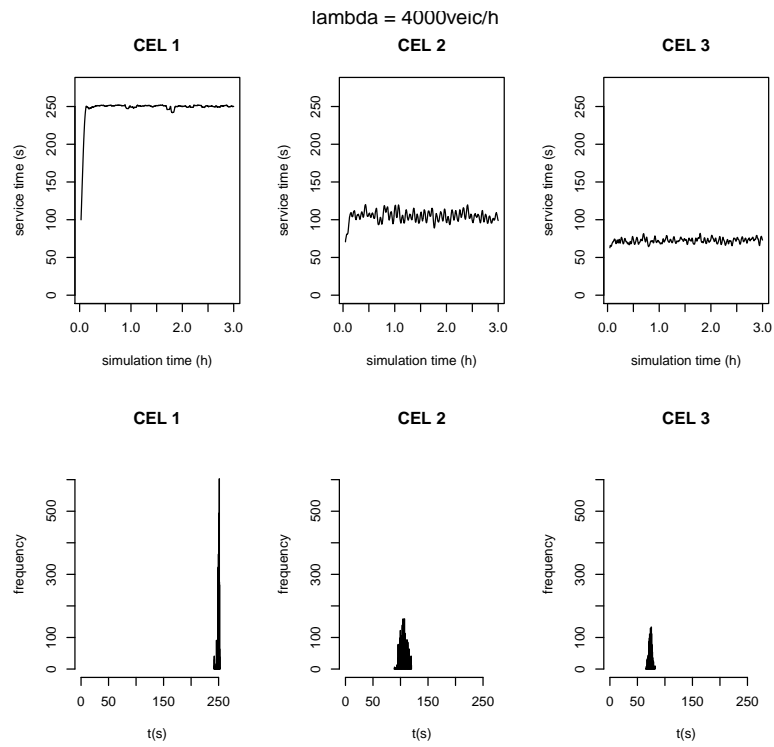 lambda = 4000veic/h
CEL 1
CEL 2
CEL 3
service time (s)
0 50 100 150 200 250
0.0 1.0 2.0 3.0
simulation time (h)
service time (s)
0 50 100 150 200 250
0.0 1.0 2.0 3.0
simulation time (h)
service time (s)
0 50 100 150 200 250
0.0 1.0 2.0 3.0
simulation time (h)
CEL 1
CEL 2
CEL 3
frequency
0 100 300 500
0 50 150 250
t(s)
frequency
0 100 300 500
0 50 150 250
t(s)
frequency
0 100 300 500
0 50 150 250
t(s)